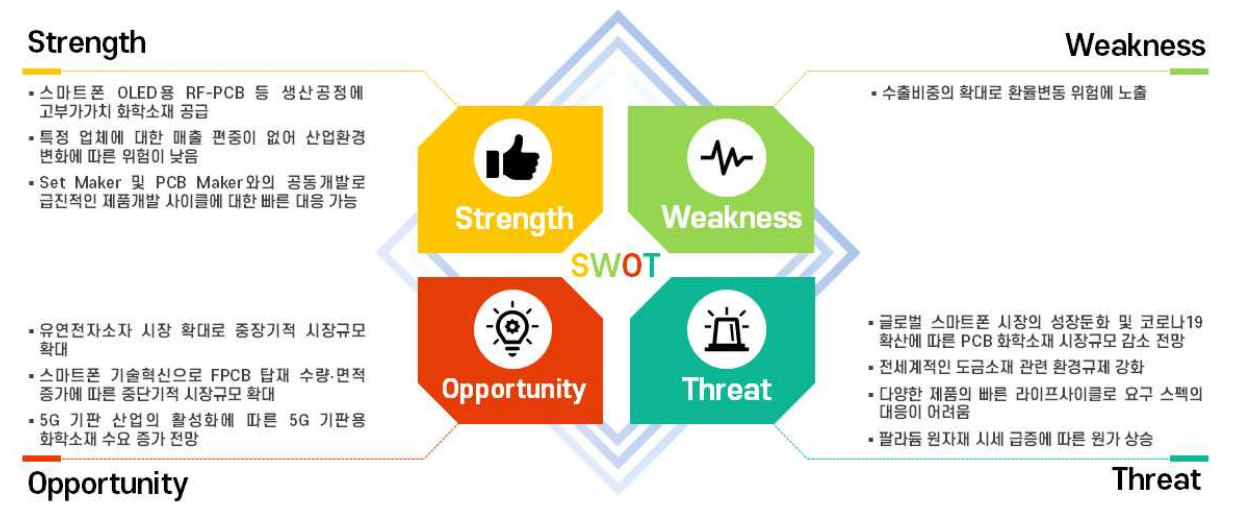 Strength
▪ 스마트폰 OLED용 RF-PCB 등 생산공정에
고부가가치 화학소재 공급
▪ 특정 업체에 대한 매출 편중이 없어 산업환경
변화에 따른 위험이 낮음
▪ Set Maker 및 PCB Maker와의 공동개발로
급진적인 제품개발 사이클에 대한 빠른 대응 가능
Weakness
▪ 수출비중의 확대로 환율변동 위험에 노출
Strength
Weakness
SWOT
Opportunity
Threat
▪ 유연전자소자 시장 확대로 중장기적 시장규모
확대
▪ 스마트폰 기술혁신으로 FPCB 탑재 수량·면적
증가에 따른 중단기적 시장규모 확대
▪ 5G 기판 산업의 활성화에 따른 5G 기판용
화학소재 수요 증가 전망
Opportunity
▪ 글로벌 스마트폰 시장의 성장둔화 및 코로나19
확산에 따른 PCB 화학소재 시장규모 감소 전망
▪ 전세계적인 도금소재 관련 환경규제 강화
▪ 다양한 제품의 빠른 라이프사이클로 요구 스펙의
대응이 어려움
▪ 팔라듐 원자재 시세 급증에 따른 원가 상승
Threat